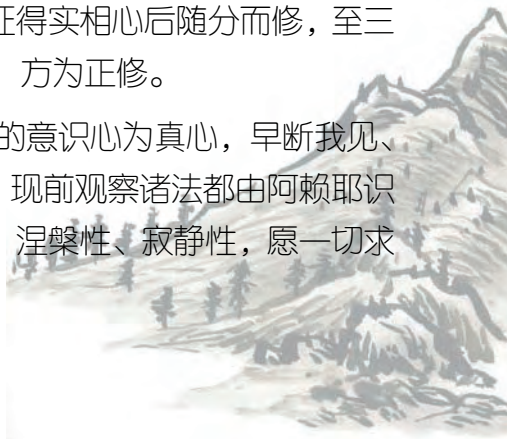 证得实相心后随分而修，至三
方为正修。
的意识心为真心，早断我见、
现前观察诸法都由阿赖耶识
涅槃性、寂静性，愿一切求